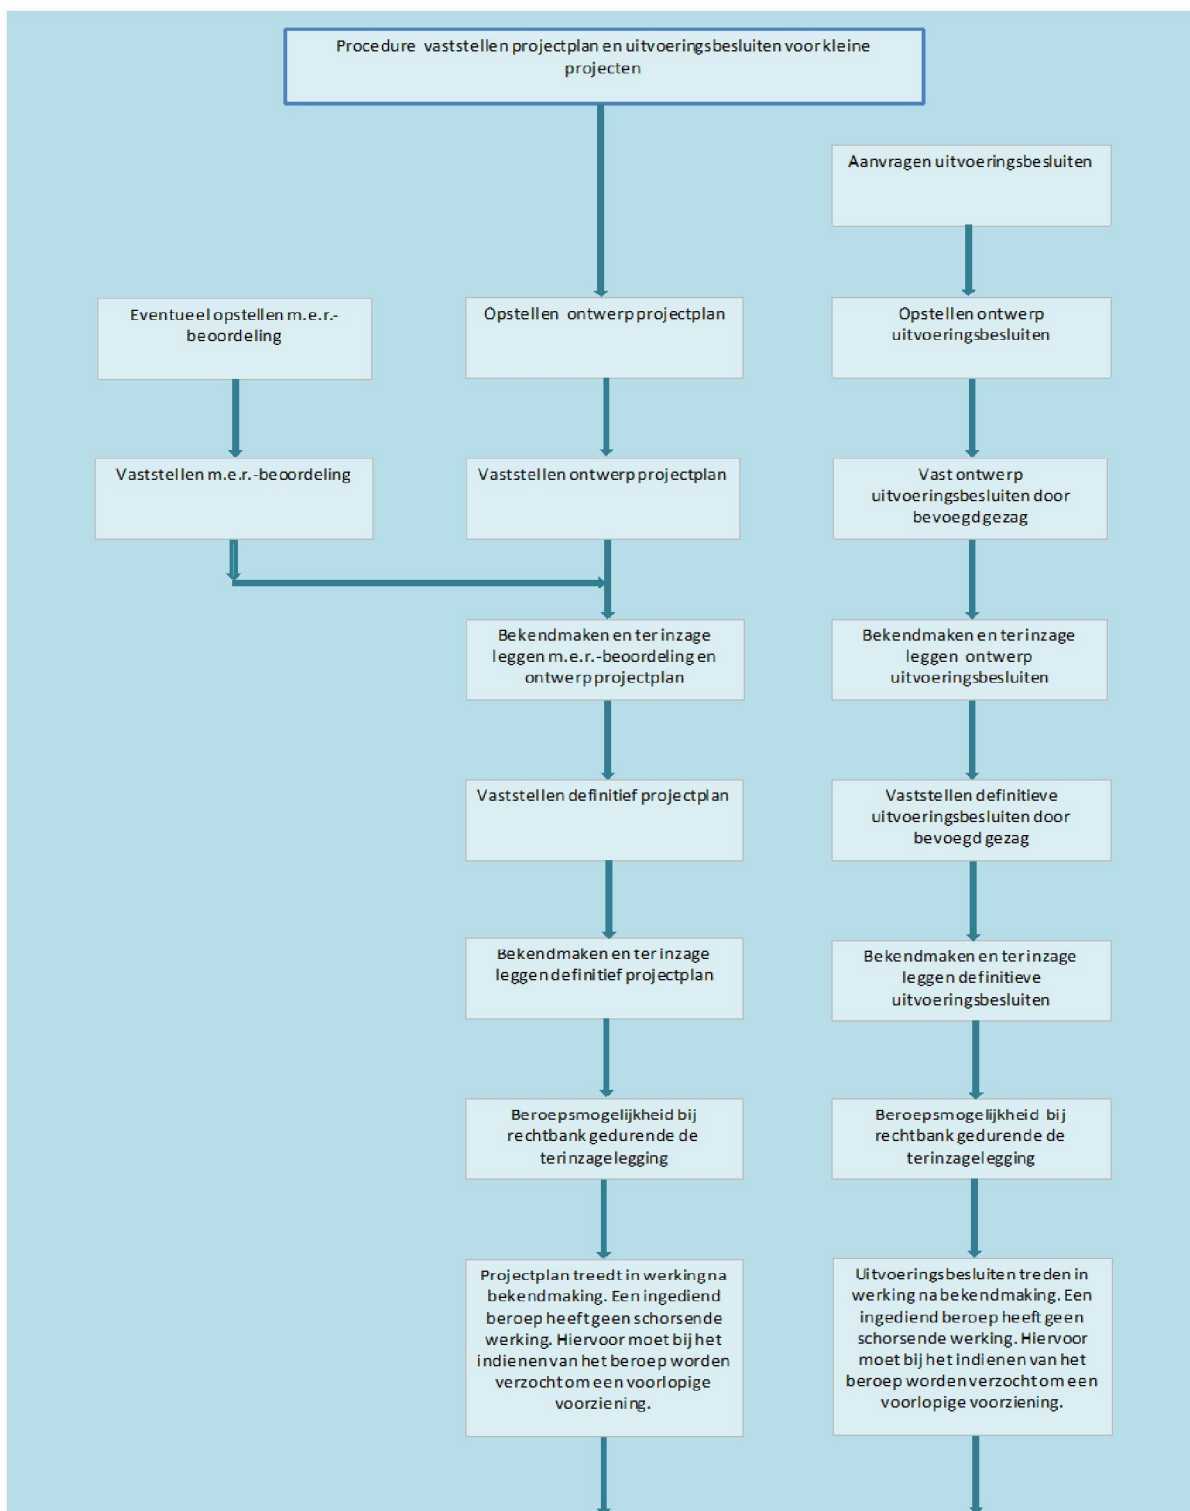 Procedure vaststellen projectplan en uitvoeringsbesluiten voor kleine
projecten
Aanvragen uitvoeringsbesluiten
Eventueel opstellen m.e.r.-
beoordeling
Opstellen ontwerp projectplan
Opstellen ontwerp
uitvoeringsbesluiten
Vaststellen m.e.r.-beoordeling
Vaststellen ontwerp projectplan
Vast ontwerp
uitvoeringsbesluiten door
bevoegd gezag
Bekendmaken en ter inzage
leggen m.e.r.-beoordeling en
ontwerp projectplan
Bekendmaken en ter inzage
leggen ontwerp
uitvoeringsbesluiten
Vaststellen definitief projectplan
Vaststellen definitieve
uitvoeringsbesluiten door
bevoegd gezag
Bekendmaken en ter inzage
leggen definitief projectplan
Bekendmaken en ter inzage
leggen definitieve
uitvoeringsbesluiten
Beroepsmogelijkheid bij
rechtbank gedurende de
terinzagelegging
Beroepsmogelijkheid bij
rechtbank gedurende de
terinzagelegging
Projectplan treedt in werking na
bekendmaking. Een ingediend
beroep heeft geen schorsende
werking. Hiervoor moet bij het
indienen van het beroep worden
verzocht om een voorlopige
voorziening.
Uitvoeringsbesluiten treden in
werking na bekendmaking. Een
ingediend beroep heeft geen
schorsende werking. Hiervoor
moet bij het indienen van het
beroep worden verzocht om een
voorlopige voorziening.